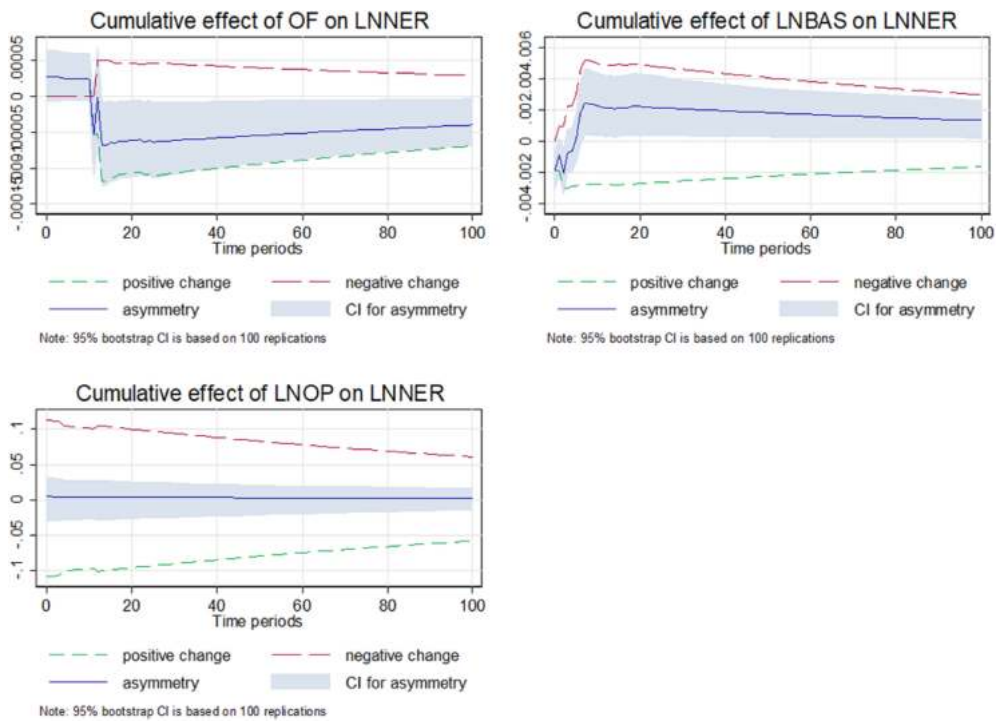 Cumulative effect of OF on LNNER
.00005
0
0 20 40 60 80 100
Time periods
positive change negative change
asymmetry CI for asymmetry
Note: 95% bootstrap CI is based on 100 replications
Cumulative effect of LNBAS on LNNER
-.004.002 0 .002 .004.006
0 20 40 60 80 100
Time periods
positive change negative change
asymmetry CI for asymmetry
Note: 95% bootstrap CI is based on 100 replications
Cumulative effect of LNOP on LNNER
.1
.05
0
-.05
-.1
0 20 40 60 80 100
Time periods
positive change negative change
asymmetry CI for asymmetry
Note: 95% bootstrap CI is based on 100 replications